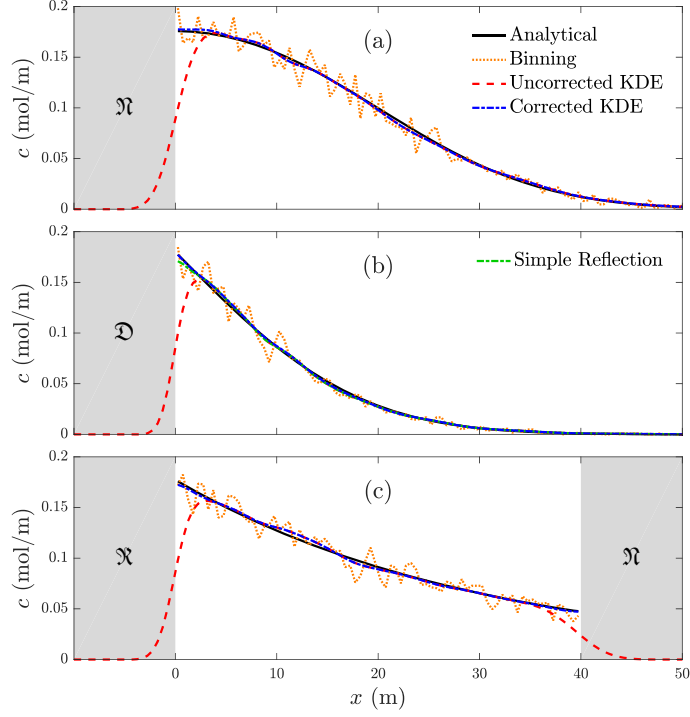 0.2
(a)
Analytical
Binning
Uncorrected KDE
Corrected KDE
0.15
0.1
0.05
0
c (mol/m)
𝔑
0.2
(b)
Simple Reflection
0.15
0.1
0.05
0
c (mol/m)
𝔇
0.2
(c)
0.15
0.1
0.05
0
c (mol/m)
ℜ
𝔑
0 10 20 30 40 50
x (m)